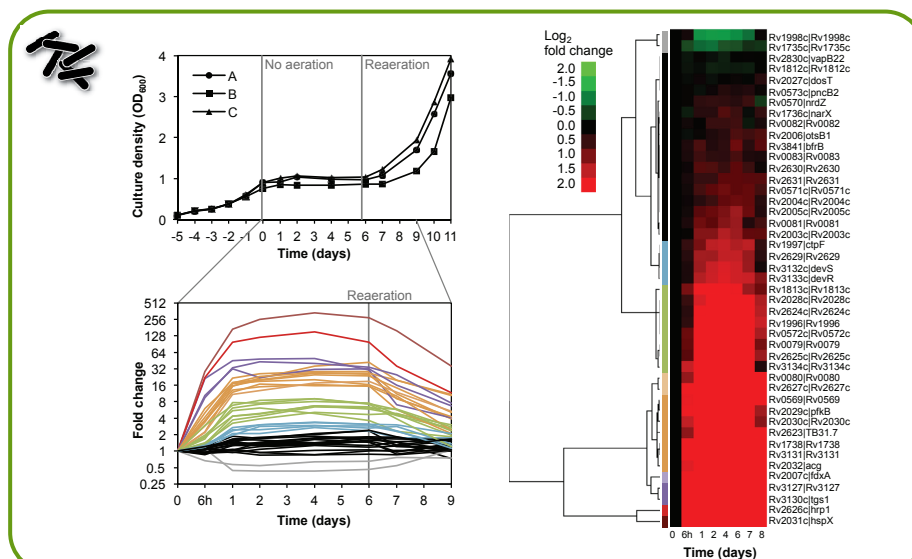 4
3
2
1
0
Culture density (OD600)
No aeration
Reaeration
A
B
C
-5 -4 -3 -2 -1 0 1 2 3 4 5 6 7 8 9 10 11
Time (days)
Reaeration
512
256
128
64
32
16
8
4
2
1
0.5
0.25
Fold change
0 6h 1 2 3 4 5 6 7 8 9
Time (days)
Log2
fold change
2.0
-1.5
-1.0
-0.5
0.0
0.5
1.0
1.5
2.0
Rv1998c|Rv1998c
Rv1735c|Rv1735c
Rv2830c|vapB22
Rv1812c|Rv1812c
Rv2027c|dosT
Rv0573c|pncB2
Rv0570|nrdZ
Rv1736c|narX
Rv0082|Rv0082
Rv2006|otsB1
Rv3841|bfrB
Rv0083|Rv0083
Rv2630|Rv2630
Rv2631|Rv2631
Rv0571c|Rv0571c
Rv2004c|Rv2004c
Rv2005c|Rv2005c
Rv0081|Rv0081
Rv2003c|Rv2003c
Rv1997|ctpF
Rv2629|Rv2629
Rv3132c|devS
Rv3133c|devR
Rv1813c|Rv1813c
Rv2028c|Rv2028c
Rv2624c|Rv2624c
Rv1996|Rv1996
Rv0572c|Rv0572c
Rv0079|Rv0079
Rv2625c|Rv2625c
Rv3134c|Rv3134c
Rv0080|Rv0080
Rv2627c|Rv2627c
Rv0569|Rv0569
Rv2029c|pfkB
Rv2030c|Rv2030c
Rv2623|TB31.7
Rv1738|Rv1738
Rv3131|Rv3131
Rv2032|acg
Rv2007c|fdxA
Rv3127|Rv3127
Rv3130c|tgs1
Rv2626c|hrp1
Rv2031c|hspX
0 6h 1 2 4 6 7 8
Time (days)